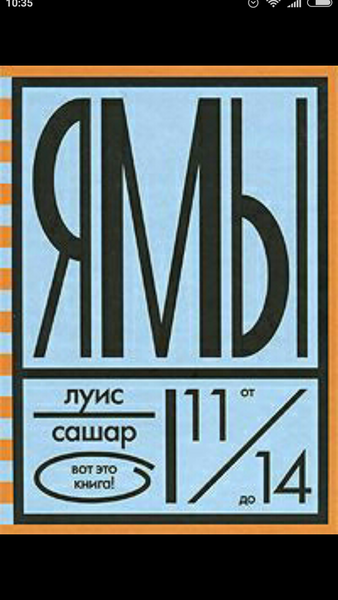 10:35
ЯМЫ
луис
сашар
вот это
книга!
от
11
до
14